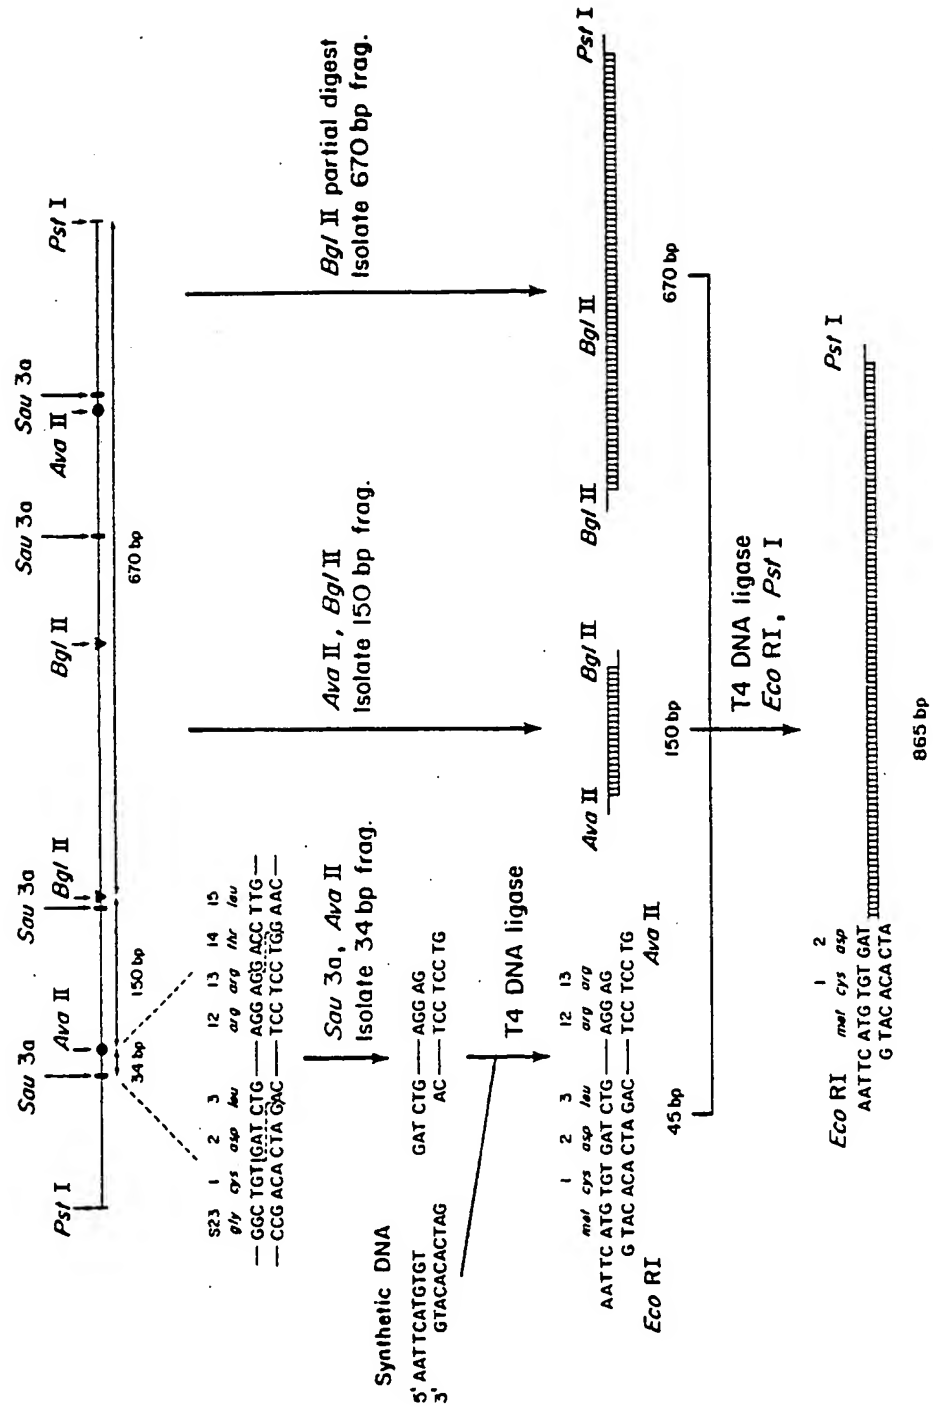 Pst I
Sau 3a
Ava II
Sau 3a
Bgl II
Bgl II
Sau 3a
Ava II
Sau 3a
Pst I
34 bp
150 bp
670 bp
S23 1 2 3 12 13 14 15
gly cys asp leu arg arg thr leu
— GGC TGT GAT CTG —— AGG AGG ACC TTG —
— CCG ACA CTA GAC —— TCC TCC TGG AAC —
Sau 3a, Ava II
Isolate 34 bp frag.
Ava II, Bgl II
Isolate 150 bp frag.
Bgl II partial digest
Isolate 670 bp frag.
Synthetic DNA
5' AATTCATGTGT
3' GTACACACTAG
GAT CTG —— AGG AG
AC —— TCC TCC TG
T4 DNA ligase
1 2 3 12 13
met cys asp leu arg arg
AATTC ATG TGT GAT CTG —— AGG AG
G TAC ACA CTA GAC —— TCC TCC TG
Eco RI
Ava II
Ava II
Bgl II
Bgl II
Bgl II
Pst I
45 bp
150 bp
670 bp
T4 DNA ligase
Eco RI, Pst I
Eco RI
1 2
met cys asp
AATTC ATG TGT GAT
G TAC ACA CTA
Pst I
865 bp